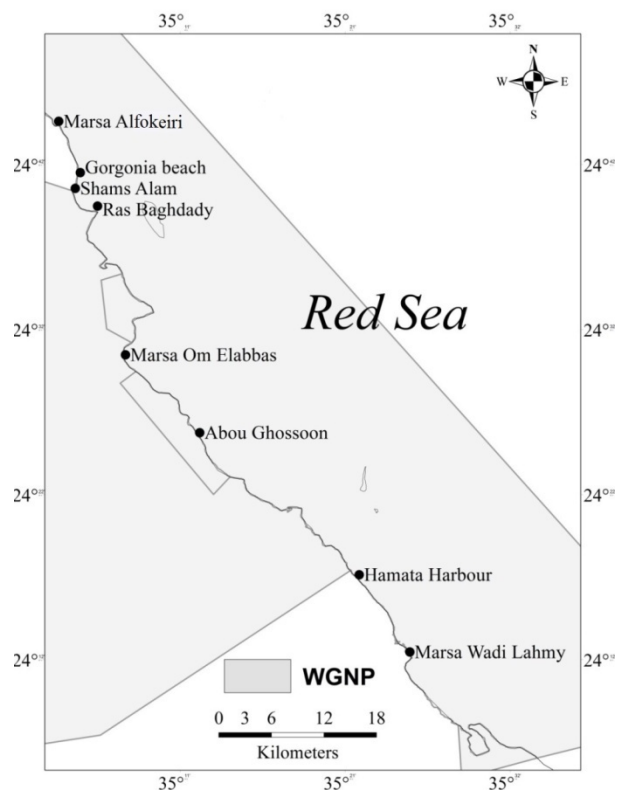 35° 35° 35°
N
W E
S
Marsa Alfokeiri
24° Gorgonia beach 24°
Shams Alam
Ras Baghdady
Red Sea
24° 24°
Marsa Om Elabbas
Abou Ghossoon
24° 24°
Hamata Harbour
Marsa Wadi Lahmy
24° 24°
WGNP
0 3 6 12 18
Kilometers
35° 35° 35°